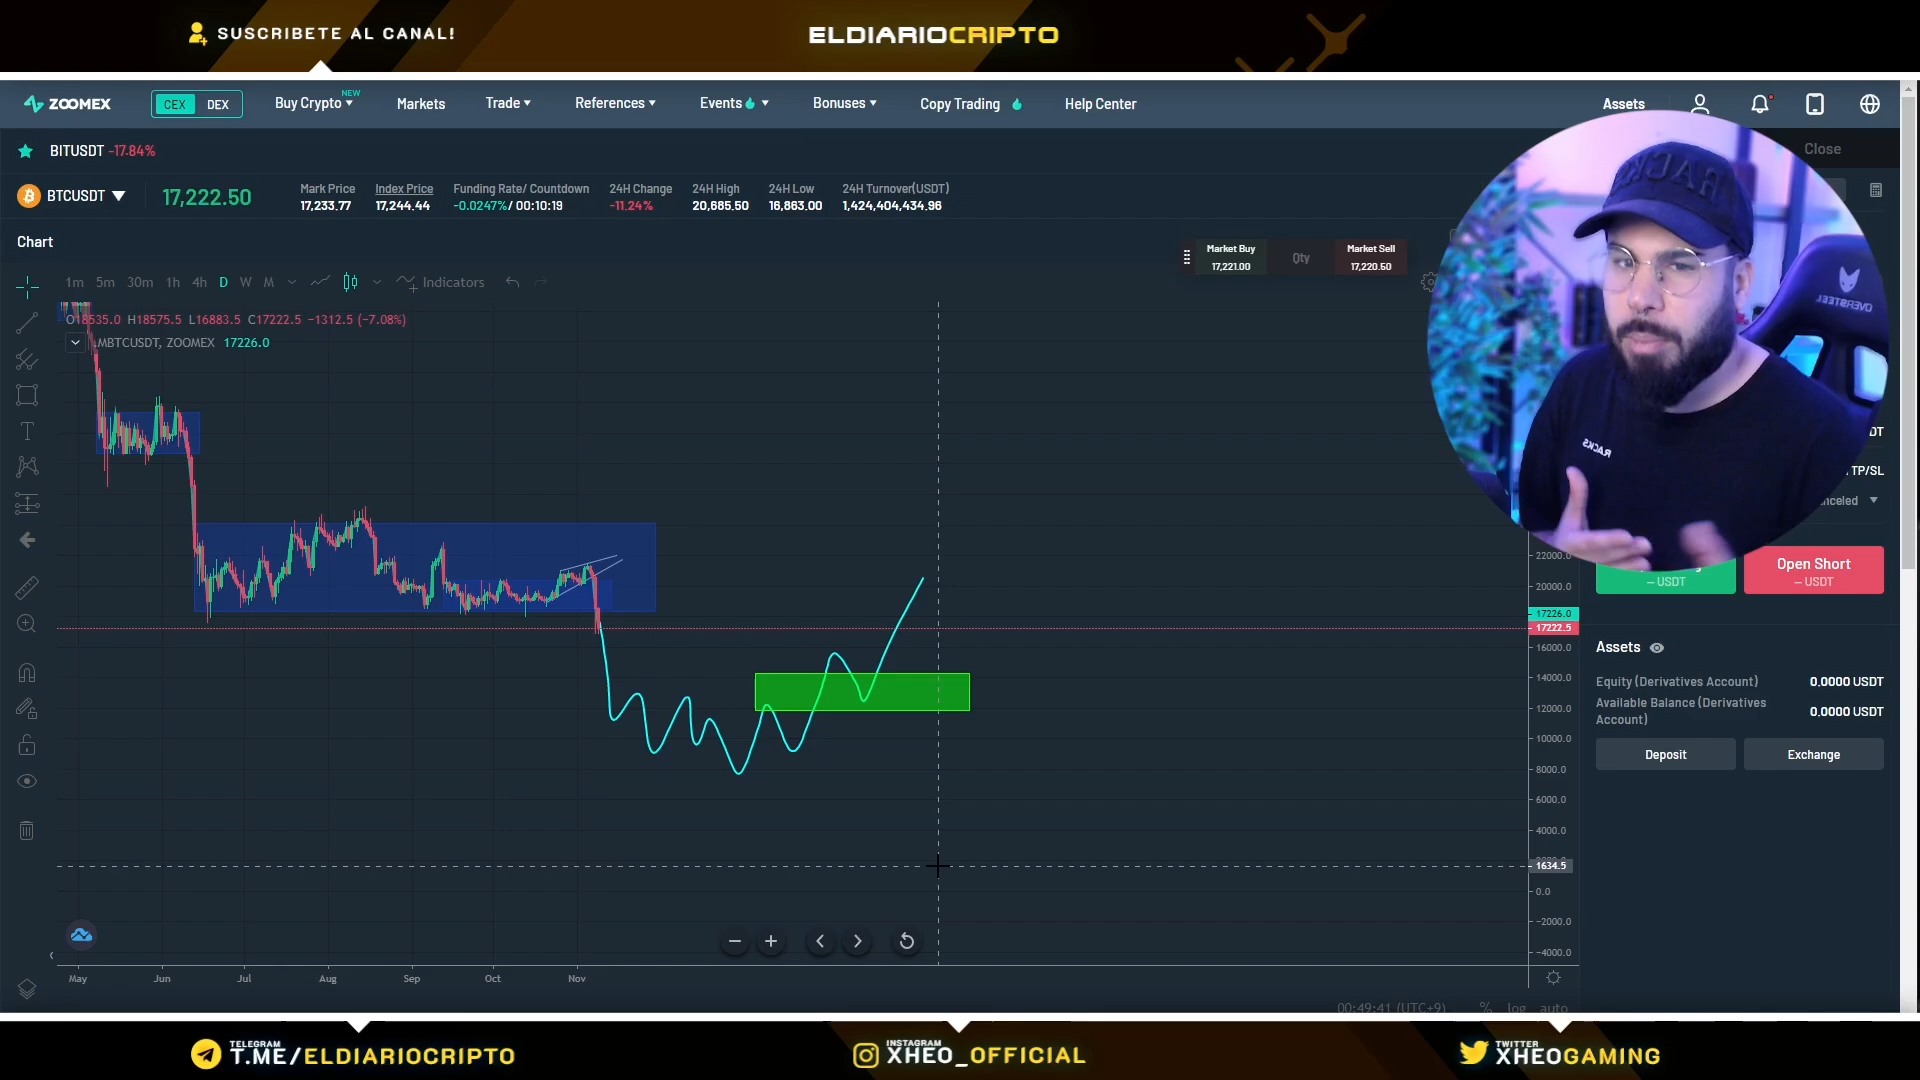 SUSCRIBETE AL CANAL!
ELDIARIOCRIPTO
ZOOMEX
CEX DEX
Buy Crypto NEW
Markets
Trade
References
Events
Bonuses
Copy Trading
Help Center
Assets
BITUSDT -17.84%
Close
BTCUSDT
17,222.50
Mark Price
17,233.77
Index Price
17,244.44
Funding Rate/ Countdown
-0.0247%/ 00:10:19
24H Change
-11.24%
24H High
20,685.50
24H Low
16,863.00
24H Turnover(USDT)
1,424,404,434.96
Chart
Market Buy
17,221.00
Qty
Market Sell
17,220.50
1m 5m 30m 1h 4h D W M
Indicators
O18535.0 H18575.5 L16883.5 C17222.5 −1312.5 (−7.08%)
.MBTCUSDT, ZOOMEX 17226.0
RACKS
OVERSTEEL
RACKS
DT
TP/SL
nceled
22000.0
20000.0
17226.0
17222.5
16000.0
14000.0
12000.0
10000.0
8000.0
6000.0
4000.0
1634.5
0.0
−2000.0
−4000.0
– USDT
Open Short
– USDT
Assets
Equity (Derivatives Account)
0.0000 USDT
Available Balance (Derivatives
Account)
0.0000 USDT
Deposit
Exchange
May Jun Jul Aug Sep Oct Nov
00:49:41 (UTC+9) % log auto
TELEGRAM
T.ME/ELDIARIOCRIPTO
INSTAGRAM
XHEO_OFFICIAL
TWITTER
XHEOGAMING